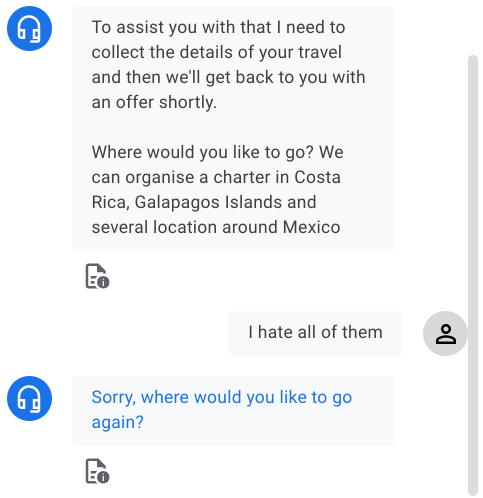 To assist you with that I need to
collect the details of your travel
and then we'll get back to you with
an offer shortly.
Where would you like to go? We
can organise a charter in Costa
Rica, Galapagos Islands and
several location around Mexico
I hate all of them
Sorry, where would you like to go
again?